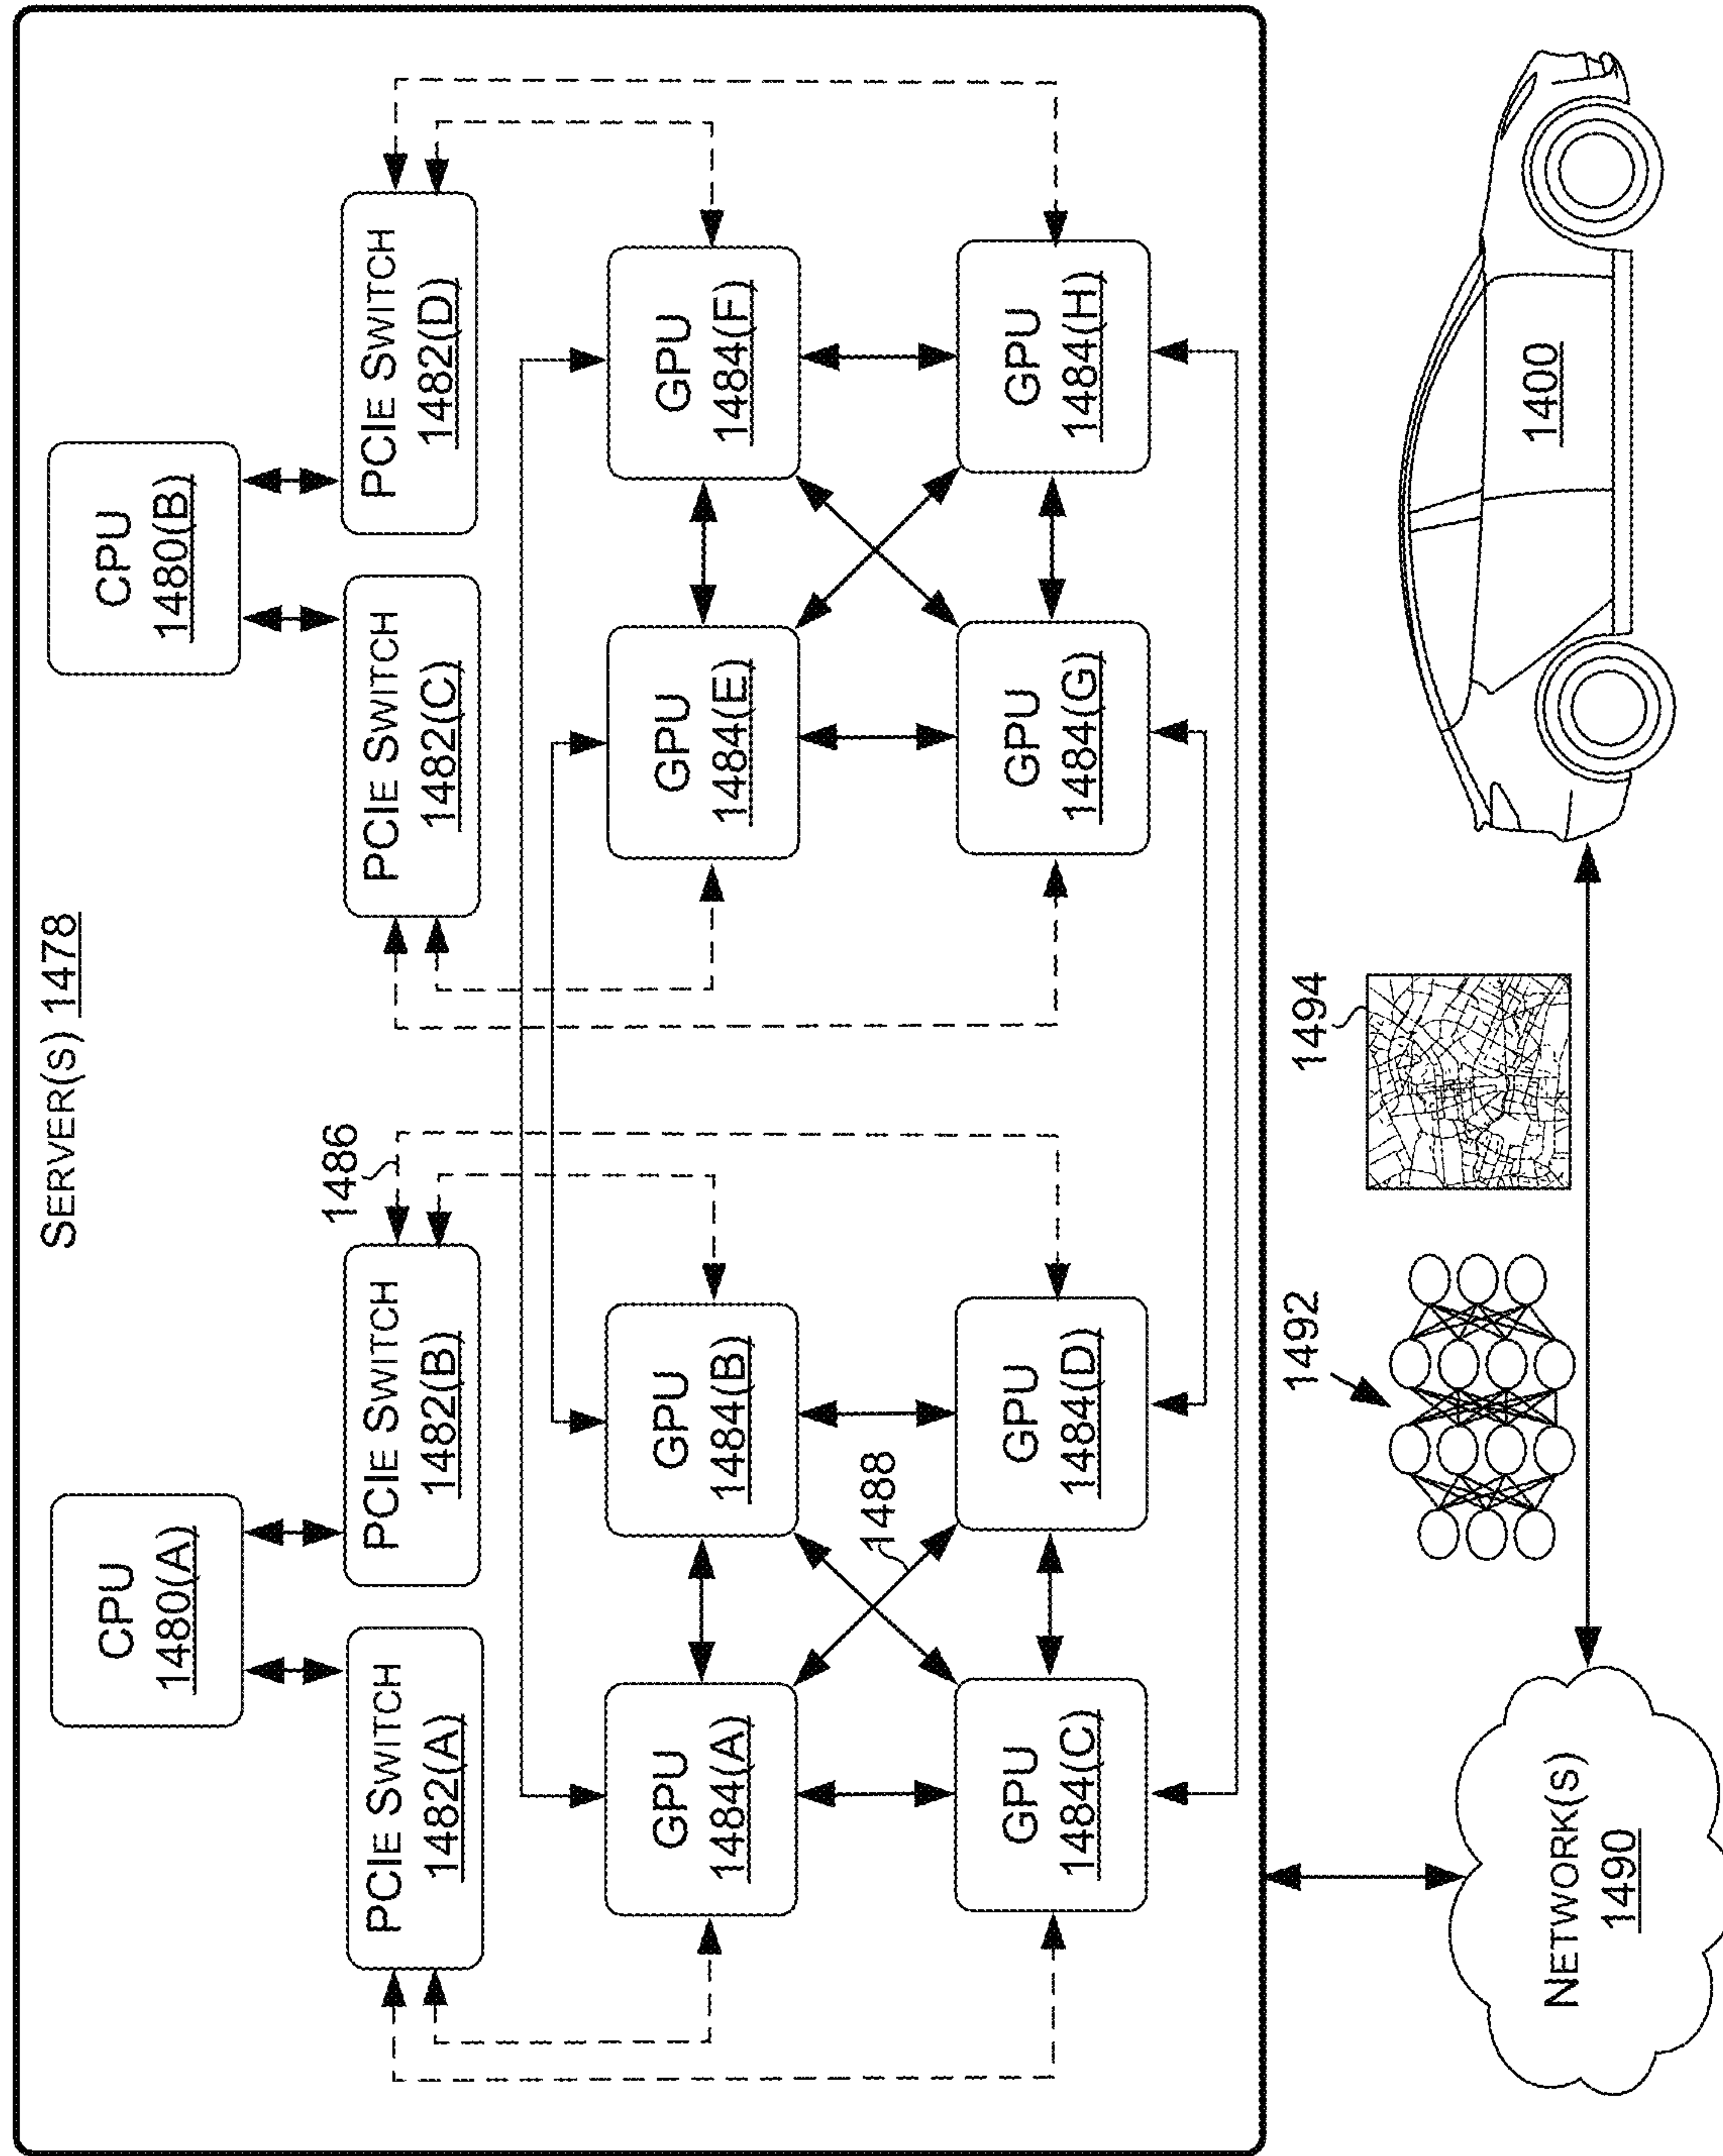 SERVER(S) 1478
CPU
1480(A)
CPU
1480(B)
PCIE SWITCH
1482(A)
PCIE SWITCH
1482(B)
1486
PCIE SWITCH
1482(C)
PCIE SWITCH
1482(D)
GPU
1484(A)
GPU
1484(B)
GPU
1484(E)
GPU
1484(F)
1488
GPU
1484(C)
GPU
1484(D)
GPU
1484(G)
GPU
1484(H)
NETWORK(S)
1490
1492
1494
1400